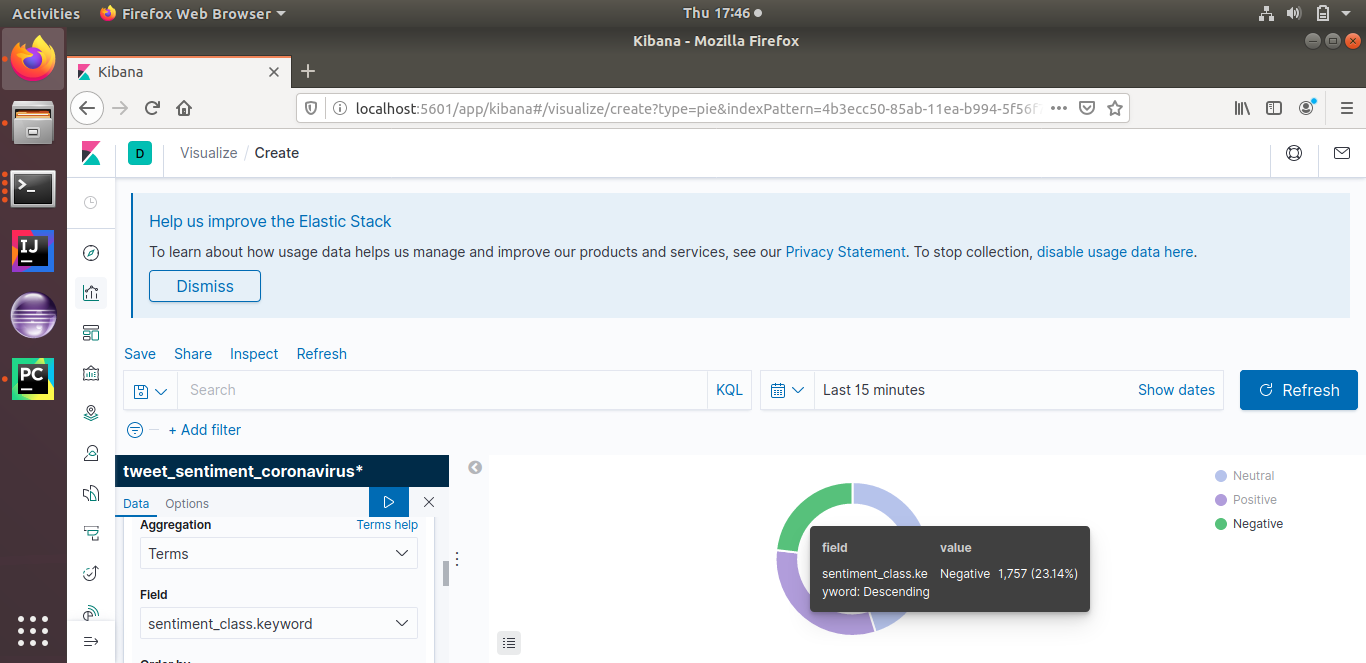 Activities
Firefox Web Browser
Thu 17:46
Kibana - Mozilla Firefox
Kibana
localhost:5601/app/kibana#/visualize/create?type=pie&indexPattern=4b3ecc50-85ab-11ea-b994-5f56f
D
Visualize / Create
Help us improve the Elastic Stack
To learn about how usage data helps us manage and improve our products and services, see our Privacy Statement. To stop collection, disable usage data here.
Dismiss
Save Share Inspect Refresh
Search
KQL
Last 15 minutes
Show dates
Refresh
+ Add filter
tweet_sentiment_coronavirus*
Data Options
Aggregation
Terms help
Terms
Field
sentiment_class.keyword
Neutral
Positive
Negative
field value
sentiment_class.ke Negative 1,757 (23.14%)
yword: Descending
IJ
PC